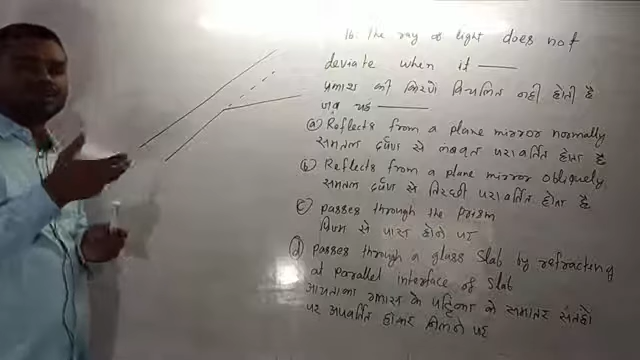 16. The ray of light does not
deviate when it ———
प्रकाश की किरणें विचलित नहीं होती है
जब यह ———
(a) Reflects from a plane mirror normally
समतल दर्पण से लंबवत परावर्तित होता है
(b) Reflects from a plane mirror obliquely
समतल दर्पण से तिरछी परावर्तित होता है
(c) passes through the Prism
प्रिज्म से पार होने पर
(d) passes through a glass Slab by refracting
at parallel interface of Slab
के पट्टिका के समांतर सतहों
पर अपवर्तित होकर पर